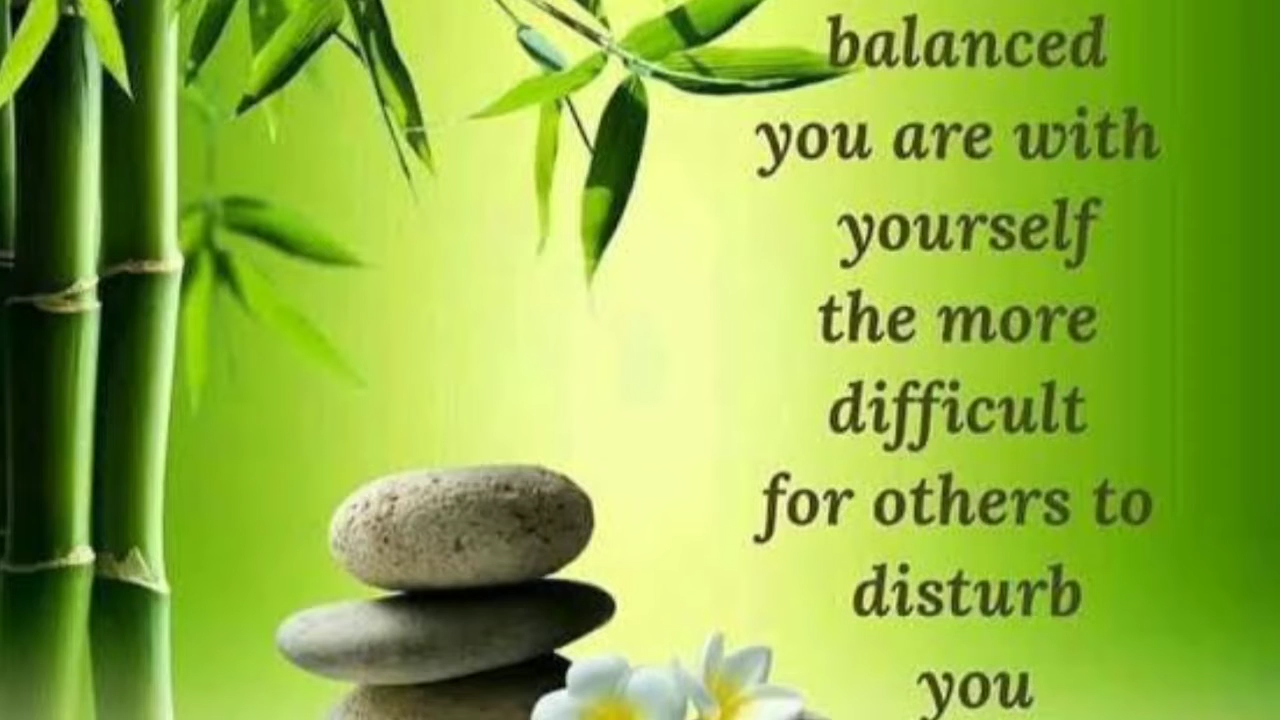 balanced
you are with
yourself
the more
difficult
for others to
disturb
you